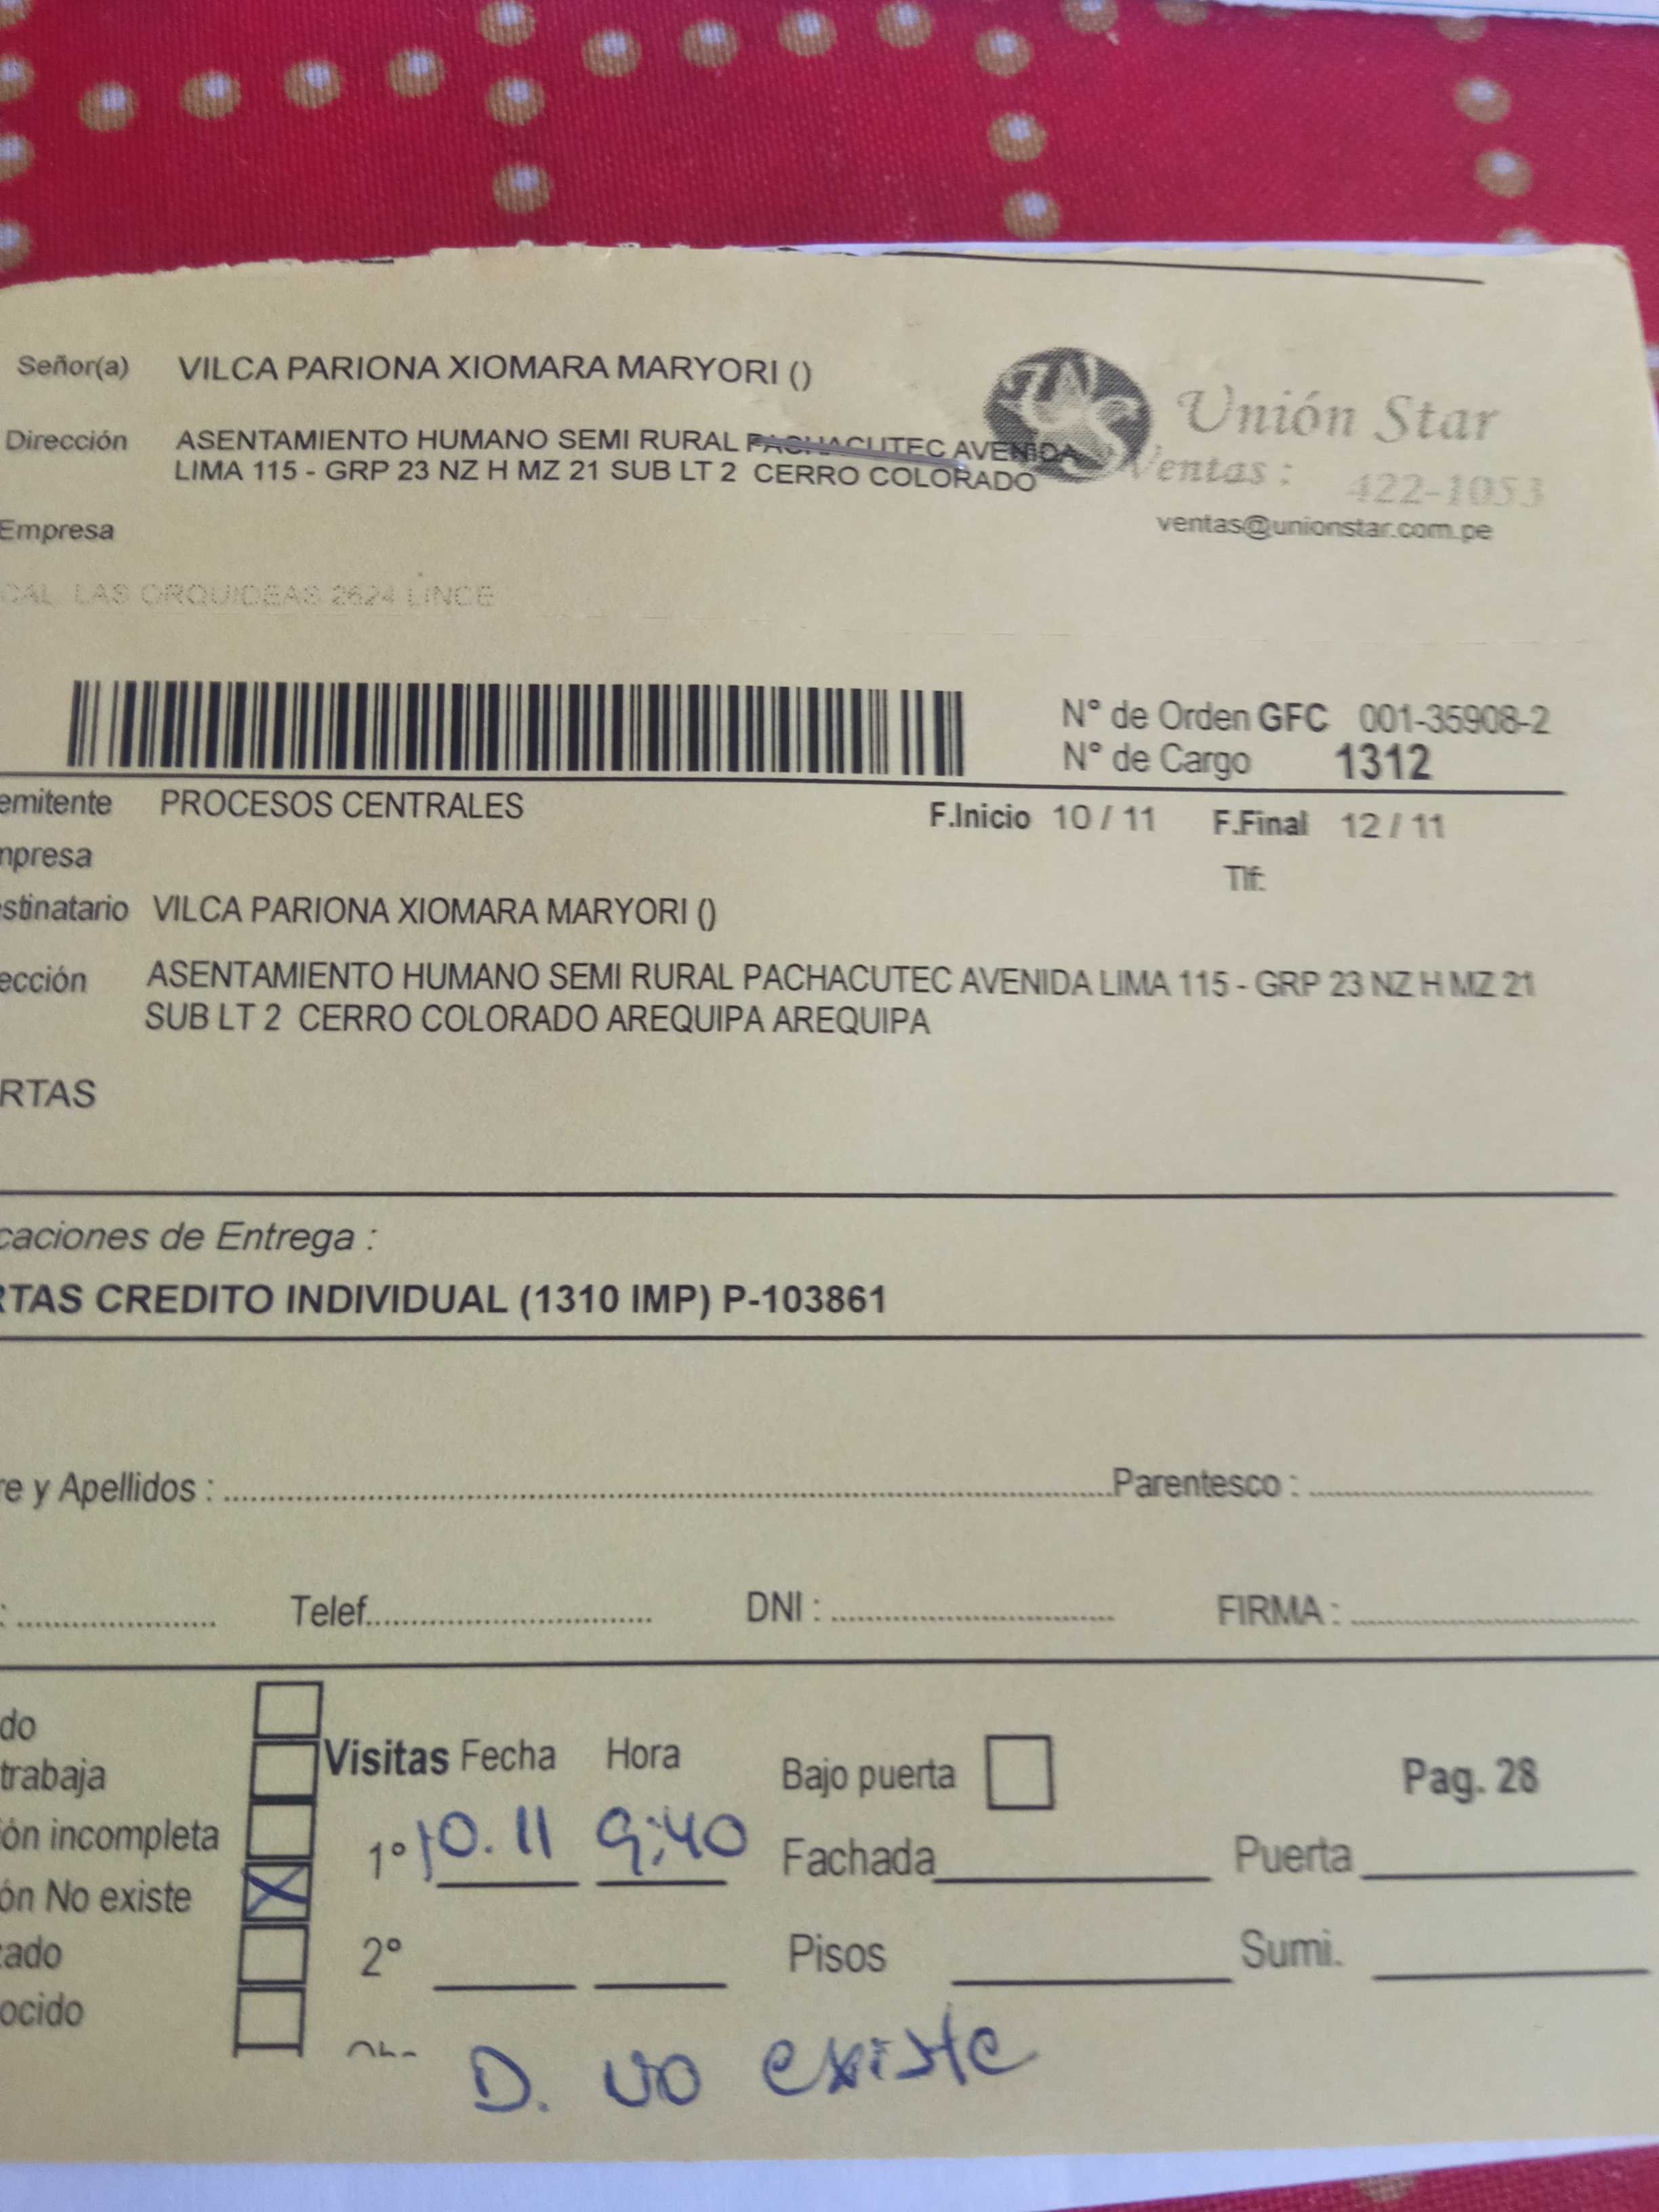 Señor(a) VILCA PARIONA XIOMARA MARYORI ()
Unión Star
Dirección ASENTAMIENTO HUMANO SEMI RURAL PACHACUTEC AVENIDA
LIMA 115 - GRP 23 NZ H MZ 21 SUB LT 2 CERRO COLORADO
Ventas : 422-1053
ventas@unionstar.com.pe
Empresa
CAL LAS ORQUIDEAS 2624 LINCE
N° de Orden GFC 001-35908-2
N° de Cargo 1312
emitente PROCESOS CENTRALES
F.Inicio 10 / 11 F.Final 12 / 11
mpresa
Tlf:
estinatario VILCA PARIONA XIOMARA MARYORI ()
ección ASENTAMIENTO HUMANO SEMI RURAL PACHACUTEC AVENIDA LIMA 115 - GRP 23 NZ H MZ 21
SUB LT 2 CERRO COLORADO AREQUIPA AREQUIPA
RTAS
caciones de Entrega :
RTAS CREDITO INDIVIDUAL (1310 IMP) P-103861
re y Apellidos : Parentesco :
: Telef. DNI : FIRMA :
do
trabaja
Visitas Fecha Hora Bajo puerta Pag. 28
ón incompleta
1° 10.11 9:40 Fachada Puerta
ón No existe X
zado
2° Pisos Sumi.
ocido
D. no existe